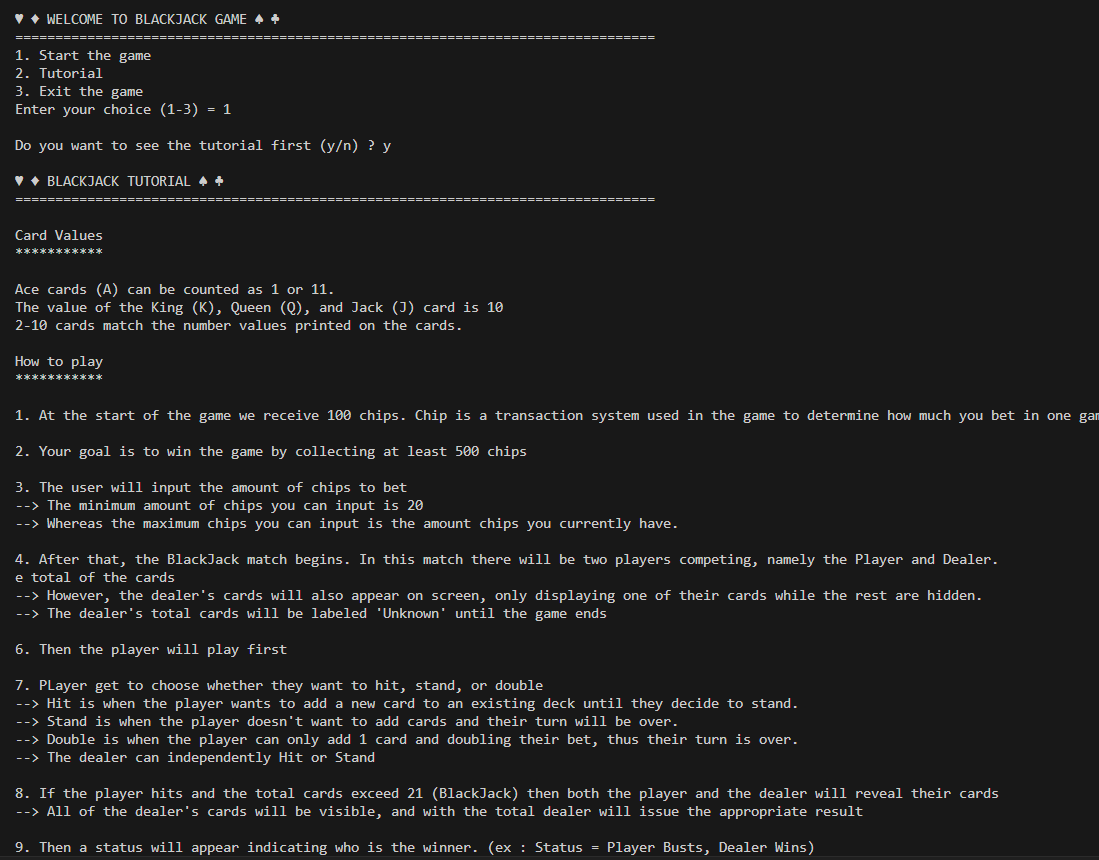 ♥ ♦ WELCOME TO BLACKJACK GAME ♠ ♣
================================================================================
1. Start the game
2. Tutorial
3. Exit the game
Enter your choice (1-3) = 1
Do you want to see the tutorial first (y/n) ? y
♥ ♦ BLACKJACK TUTORIAL ♠ ♣
================================================================================
Card Values
***********
Ace cards (A) can be counted as 1 or 11.
The value of the King (K), Queen (Q), and Jack (J) card is 10
2-10 cards match the number values printed on the cards.
How to play
***********
1. At the start of the game we receive 100 chips. Chip is a transaction system used in the game to determine how much you bet in one
2. Your goal is to win the game by collecting at least 500 chips
3. The user will input the amount of chips to bet
--> The minimum amount of chips you can input is 20
--> Whereas the maximum chips you can input is the amount chips you currently have.
4. After that, the BlackJack match begins. In this match there will be two players competing, namely the Player and Dealer.
e total of the cards
--> However, the dealer's cards will also appear on screen, only displaying one of their cards while the rest are hidden.
--> The dealer's total cards will be labeled 'Unknown' until the game ends
6. Then the player will play first
7. PLayer get to choose whether they want to hit, stand, or double
--> Hit is when the player wants to add a new card to an existing deck until they decide to stand.
--> Stand is when the player doesn't want to add cards and their turn will be over.
--> Double is when the player can only add 1 card and doubling their bet, thus their turn is over.
--> The dealer can independently Hit or Stand
8. If the player hits and the total cards exceed 21 (BlackJack) then both the player and the dealer will reveal their cards
--> All of the dealer's cards will be visible, and with the total dealer will issue the appropriate result
9. Then a status will appear indicating who is the winner. (ex : Status = Player Busts, Dealer Wins)